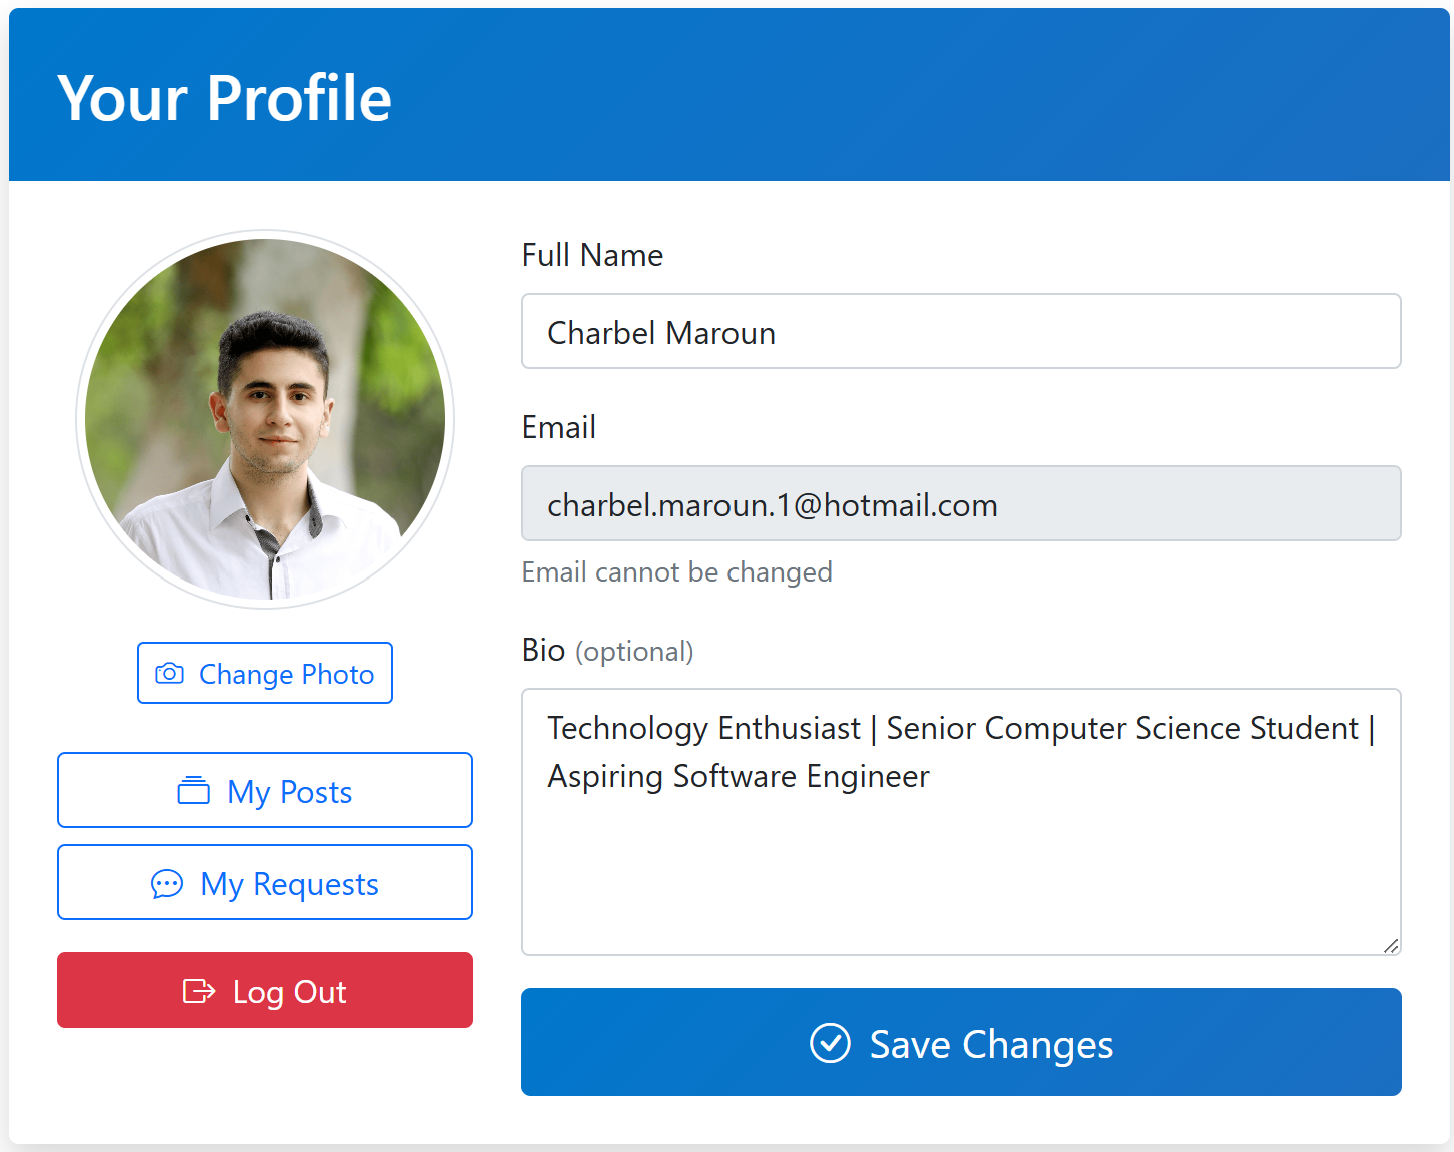 Your Profile
Change Photo
My Posts
My Requests
Log Out
Full Name
Charbel Maroun
Email
charbel.maroun.1@hotmail.com
Email cannot be changed
Bio (optional)
Technology Enthusiast | Senior Computer Science Student |
Aspiring Software Engineer
Save Changes